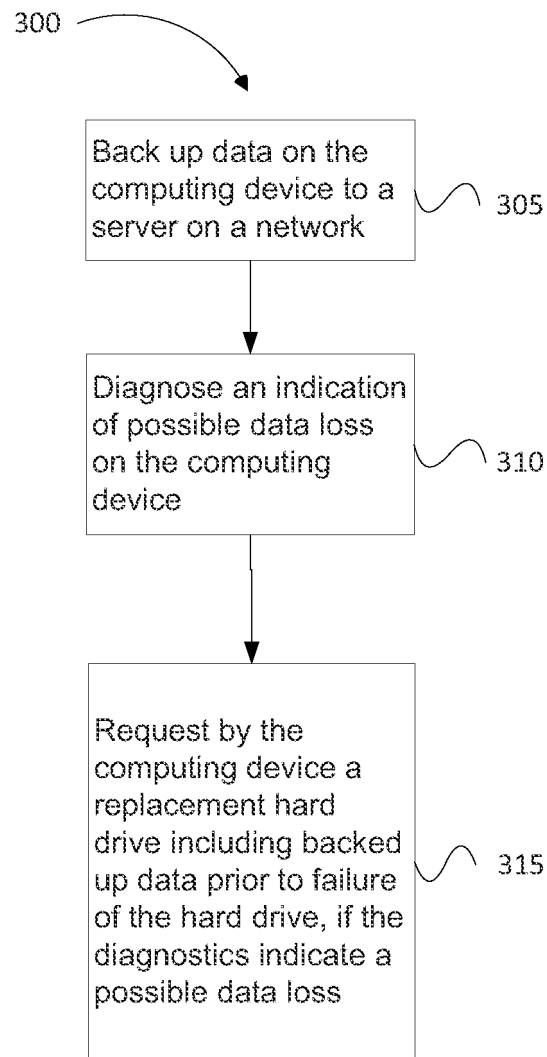 300
Back up data on the
computing device to a
server on a network
305
Diagnose an indication
of possible data loss
on the computing
device
310
Request by the
computing device a
replacement hard
drive including backed
up data prior to failure
of the hard drive, if the
diagnostics indicate a
possible data loss
315